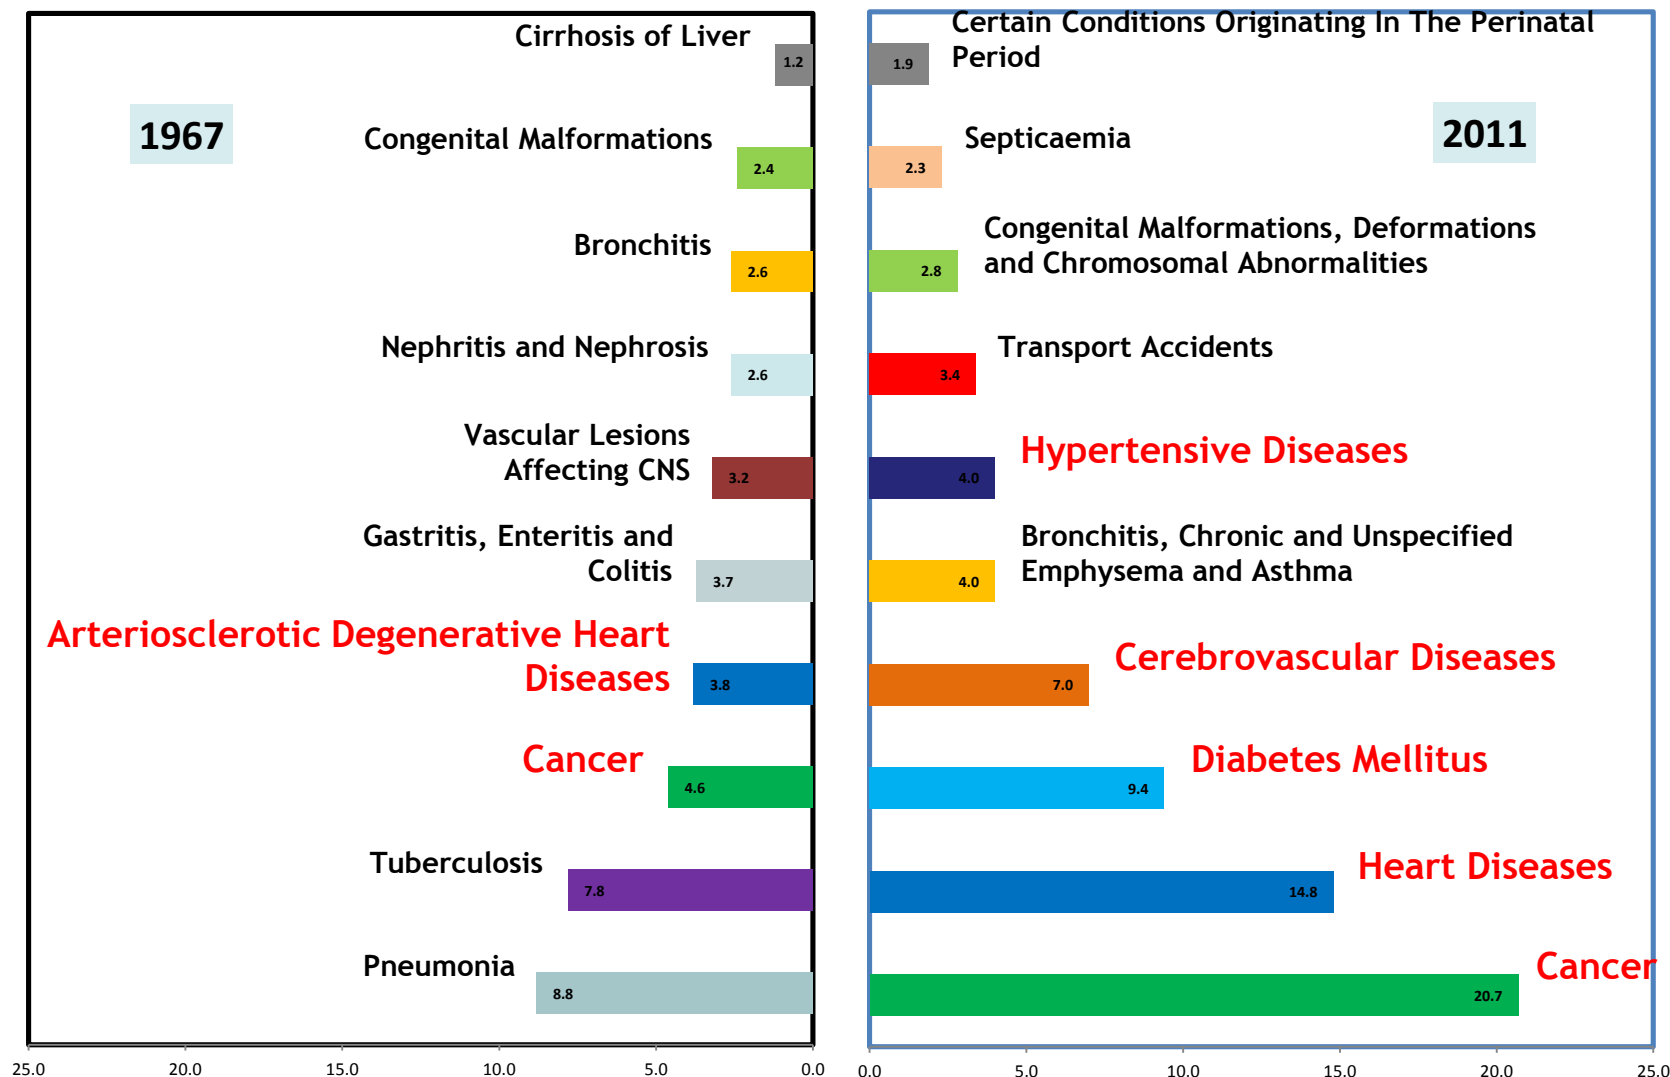 Cirrhosis of Liver
1.2
1967
Congenital Malformations
2.4
Bronchitis
2.6
Nephritis and Nephrosis
2.6
Vascular Lesions
Affecting CNS
3.2
Gastritis, Enteritis and
Colitis
3.7
Arteriosclerotic Degenerative Heart
Diseases
3.8
Cancer
4.6
Tuberculosis
7.8
Pneumonia
8.8
25.0 20.0 15.0 10.0 5.0 0.0
Certain Conditions Originating In The Perinatal
Period
1.9
2011
Septicaemia
2.3
Congenital Malformations, Deformations
and Chromosomal Abnormalities
2.8
Transport Accidents
3.4
Hypertensive Diseases
4.0
Bronchitis, Chronic and Unspecified
Emphysema and Asthma
4.0
Cerebrovascular Diseases
7.0
Diabetes Mellitus
9.4
Heart Diseases
14.8
Cancer
20.7
0.0 5.0 10.0 15.0 20.0 25.0